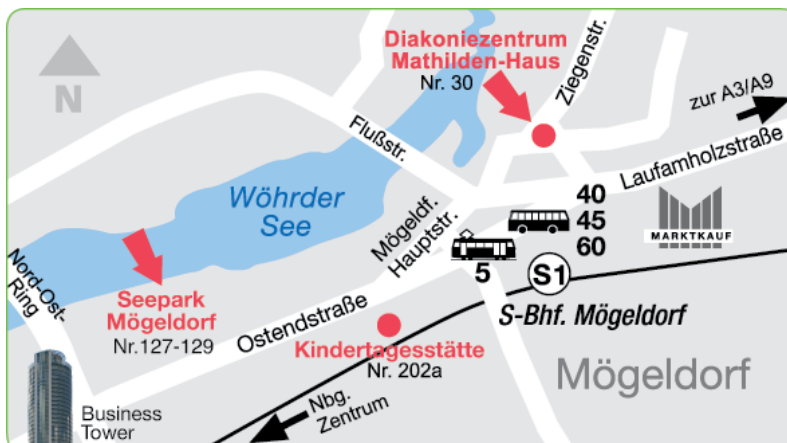 Diakoniezentrum
Mathilden-Haus
Nr. 30
Ziegenstr.
zur A3/A9
N
Flußstr.
Laufamholzstraße
40
45
60
MARKTKAUF
Wöhrder
See
Mögeldf.
Hauptstr.
5
S1
S-Bhf. Mögeldorf
Nord-Ost-
Ring
Seepark
Mögeldorf
Nr.127-129
Ostendstraße
Kindertagesstätte
Nr. 202a
Mögeldorf
Nbg.
Zentrum
Business
Tower